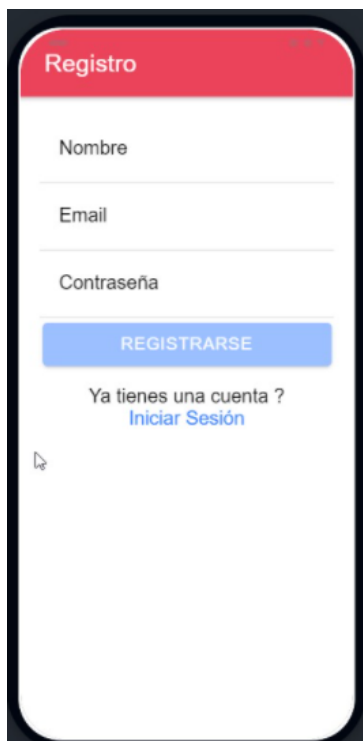 Registro
Nombre
Email
Contraseña
REGISTRARSE
Ya tienes una cuenta ?
Iniciar Sesión